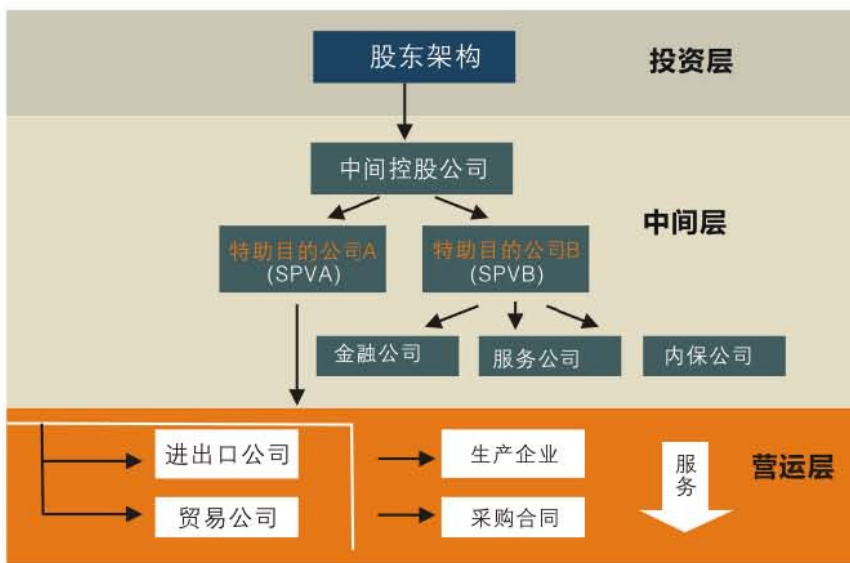 股东架构
投资层
中间控股公司
中间层
特助目的公司A
(SPVA)
特助目的公司B
(SPVB)
金融公司
服务公司
内保公司
进出口公司
生产企业
服务
营运层
贸易公司
采购合同